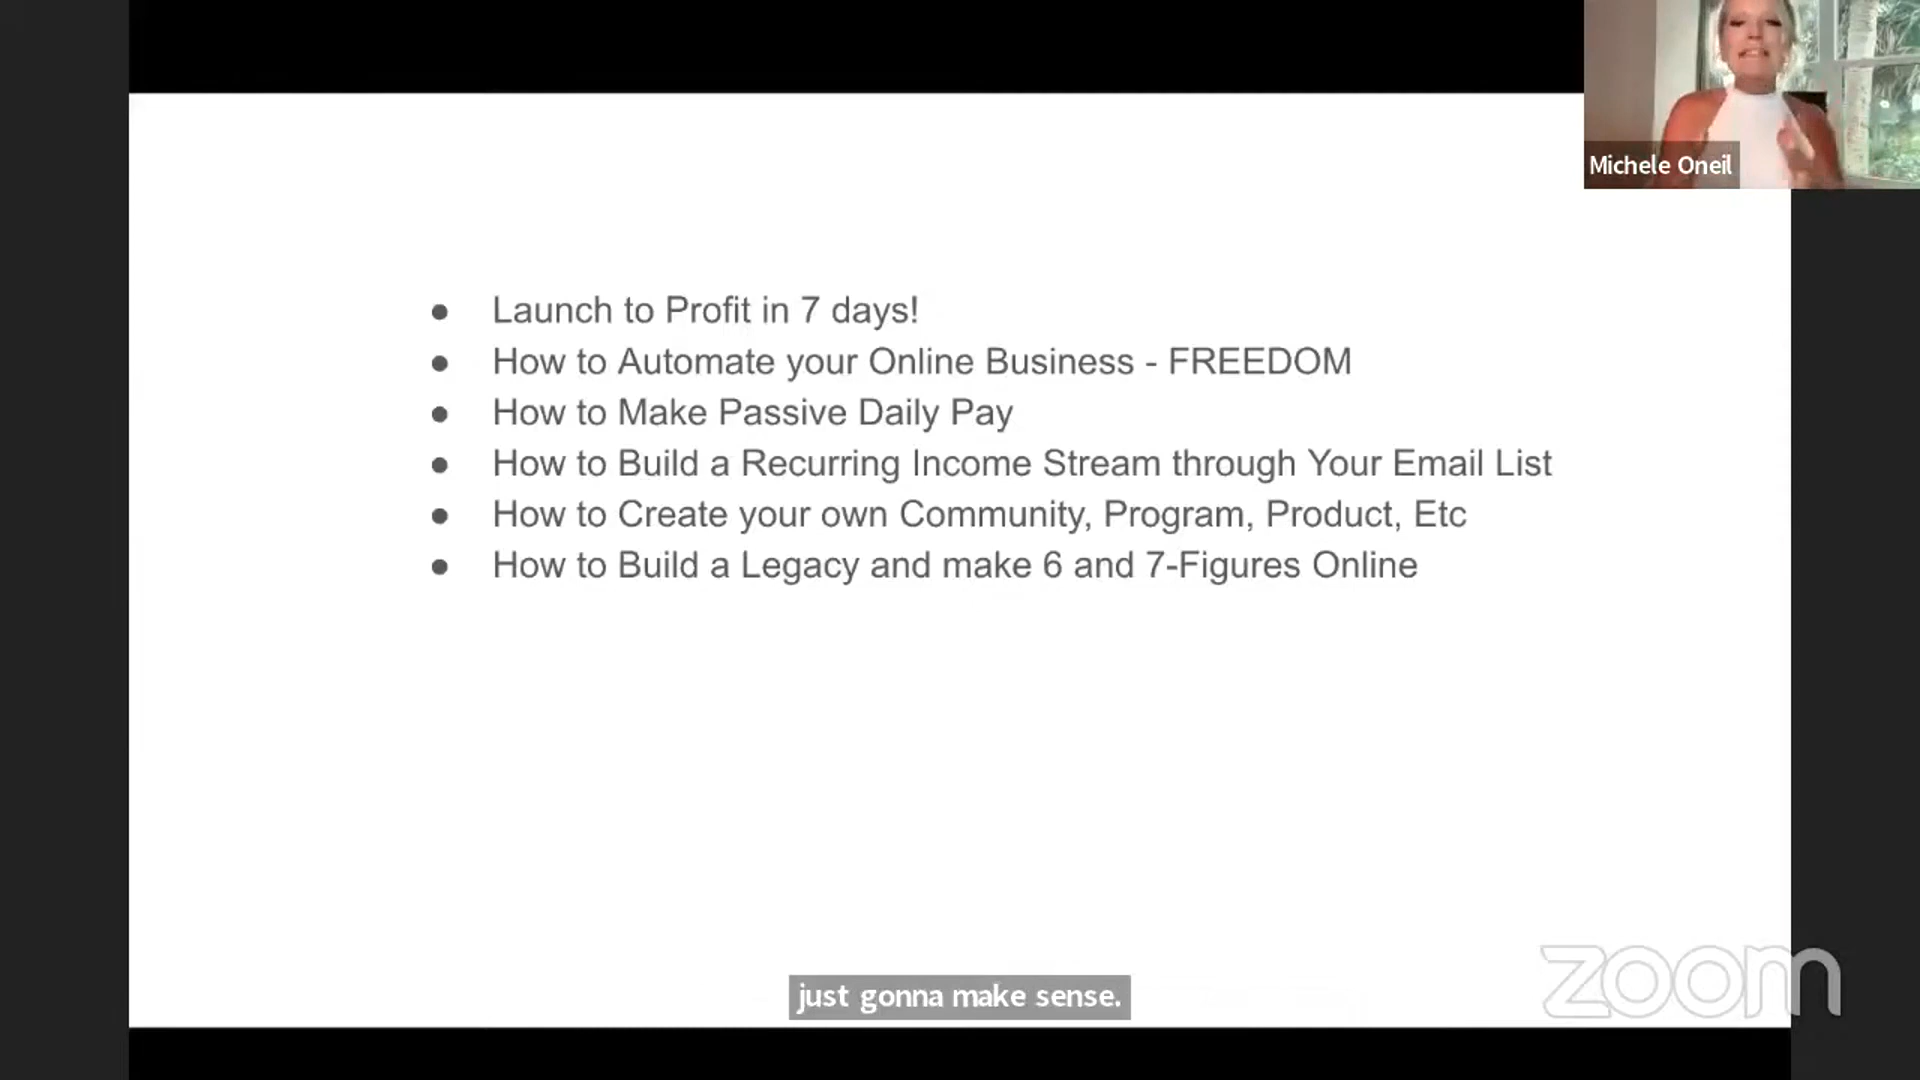 Michele Oneil
● Launch to Profit in 7 days!
● How to Automate your Online Business - FREEDOM
● How to Make Passive Daily Pay
● How to Build a Recurring Income Stream through Your Email List
● How to Create your own Community, Program, Product, Etc
● How to Build a Legacy and make 6 and 7-Figures Online
just gonna make sense.
zoom